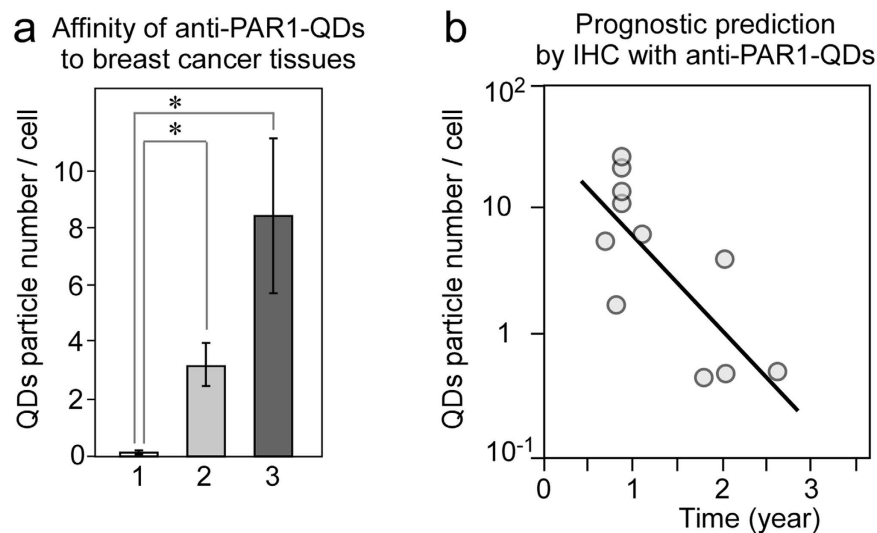 a Affinity of anti-PAR1-QDs
to breast cancer tissues
QDs particle number / cell
10
8
6
4
2
0
*
*
1 2 3
b Prognostic prediction
by IHC with anti-PAR1-QDs
QDs particle number / cell
10²
10
1
10⁻¹
0 1 2 3
Time (year)